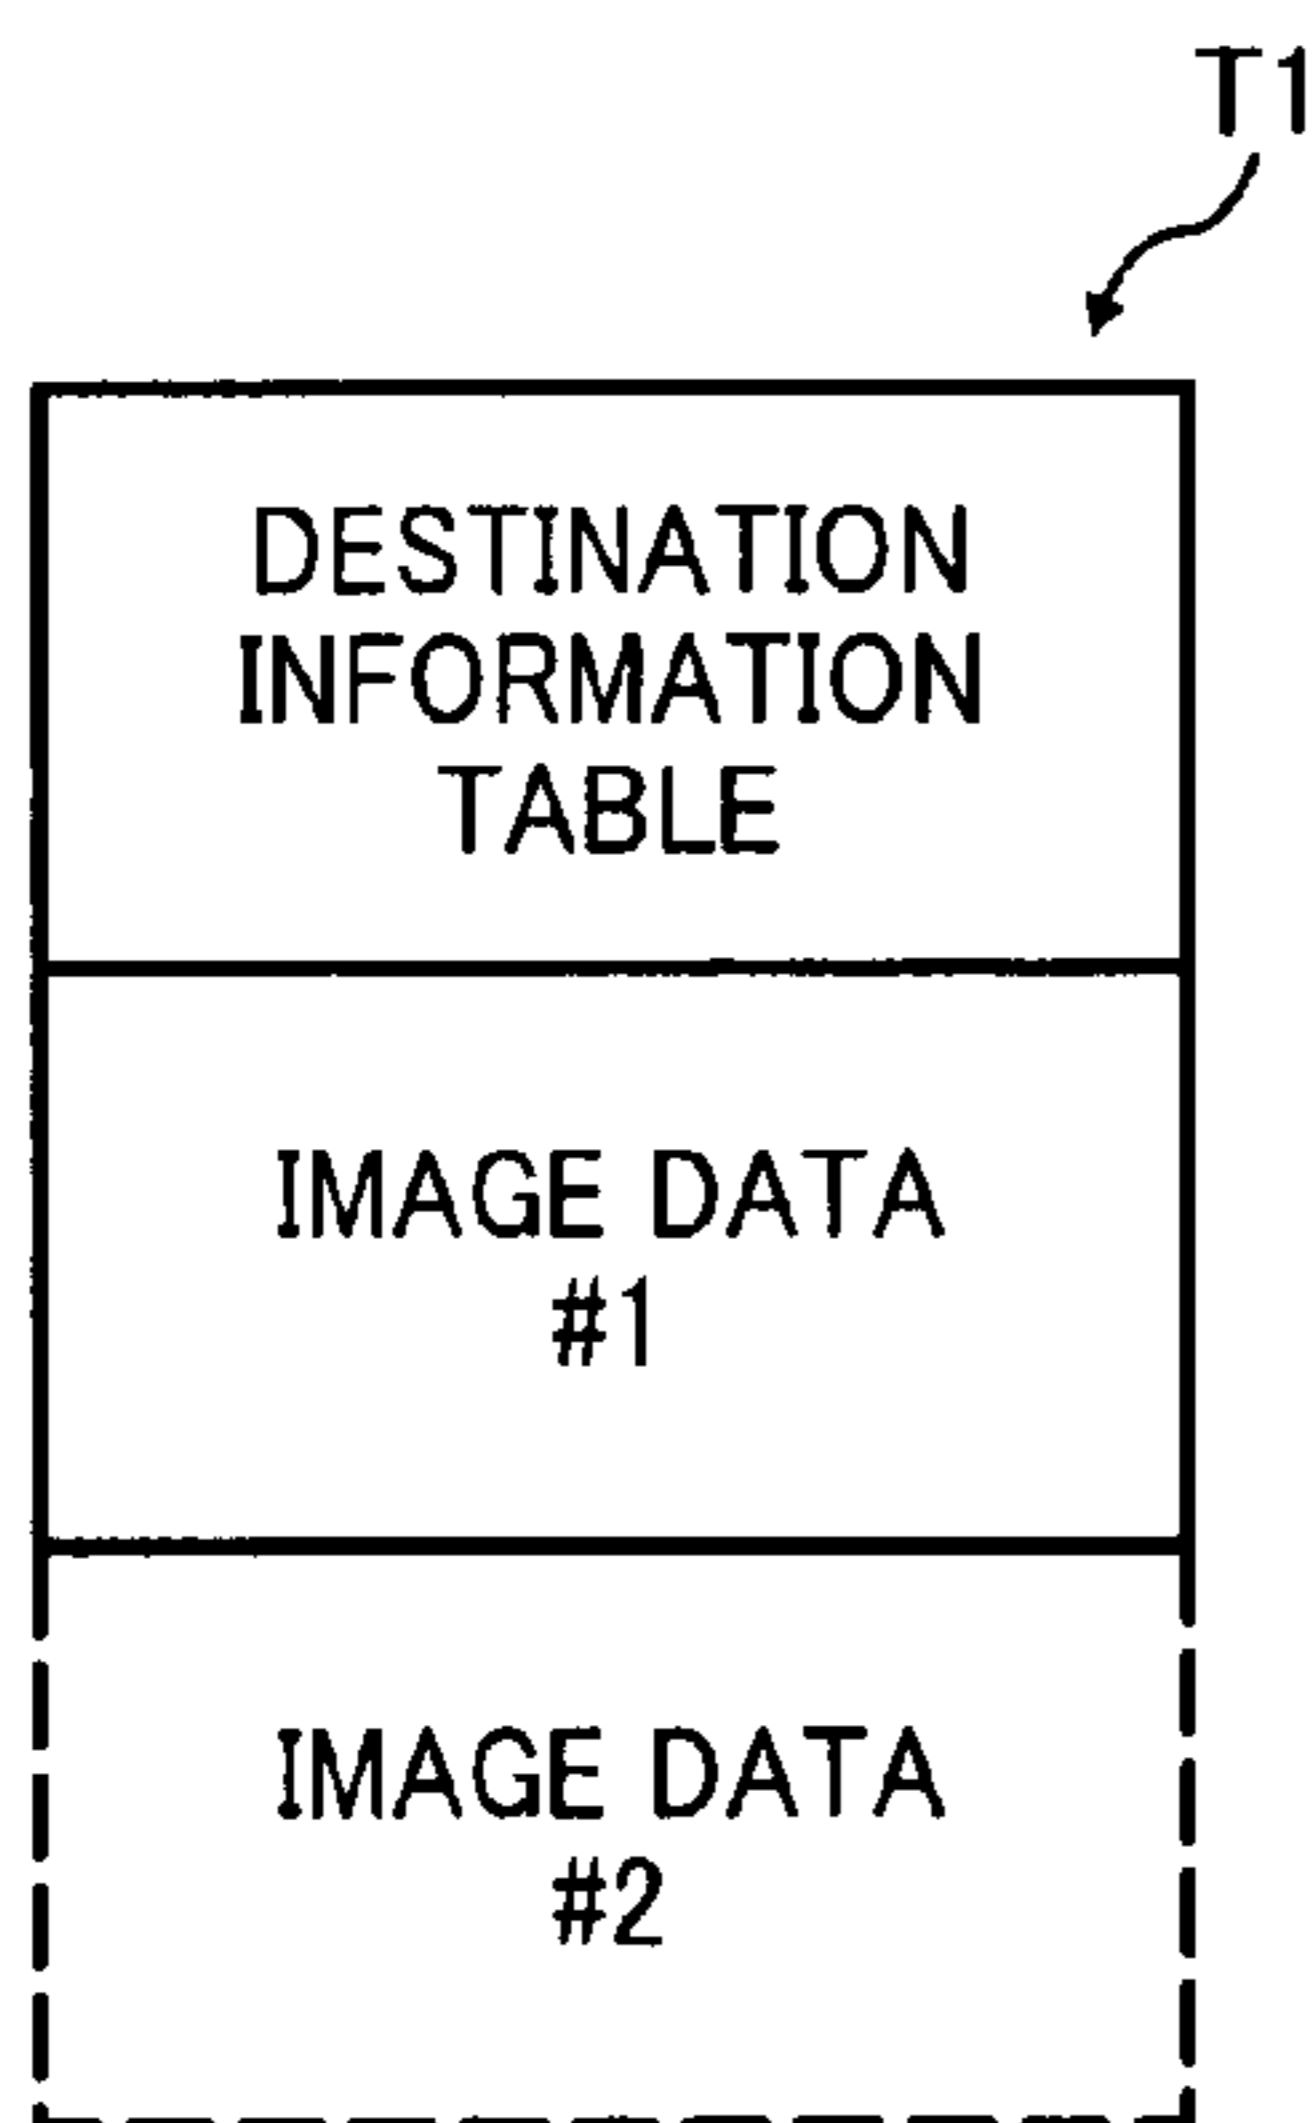 T1
DESTINATION
INFORMATION
TABLE
IMAGE DATA
#1
IMAGE DATA
#2